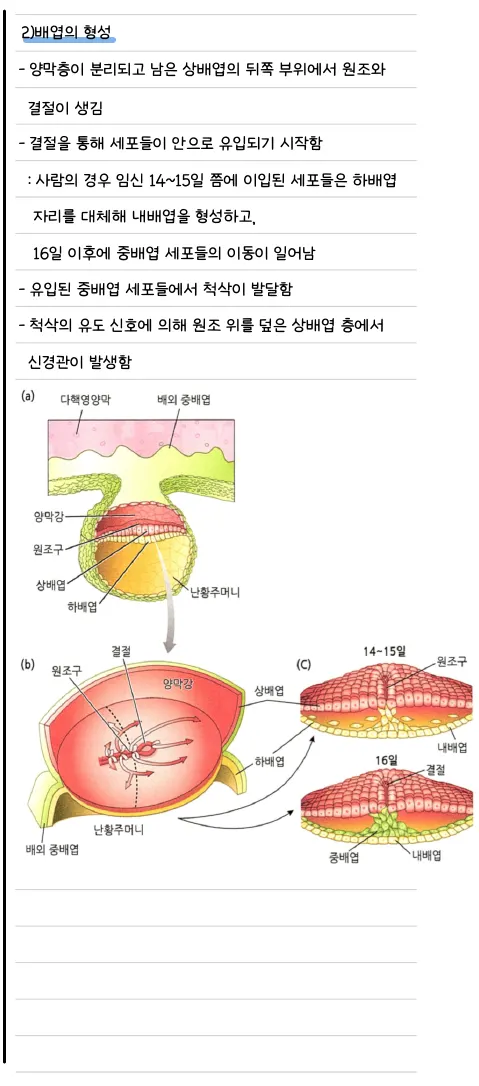 2)배엽의 형성
- 양막층이 분리되고 남은 상배엽의 뒤쪽 부위에서 원조와
결절이 생김
- 결절을 통해 세포들이 안으로 유입되기 시작함
: 사람의 경우 임신 14~15일 쯤에 이입된 세포들은 하배엽
자리를 대체해 내배엽을 형성하고,
16일 이후에 중배엽 세포들의 이동이 일어남
- 유입된 중배엽 세포들에서 척삭이 발달함
- 척삭의 유도 신호에 의해 원조 위를 덮은 상배엽 층에서
신경관이 발생함
(a)
다핵영양막
배외 중배엽
양막강
원조구
상배엽
하배엽
난황주머니
(b)
결절
원조구
양막강
상배엽
하배엽
난황주머니
배외 중배엽
(C)
14~15일
원조구
내배엽
16일
결절
중배엽
내배엽